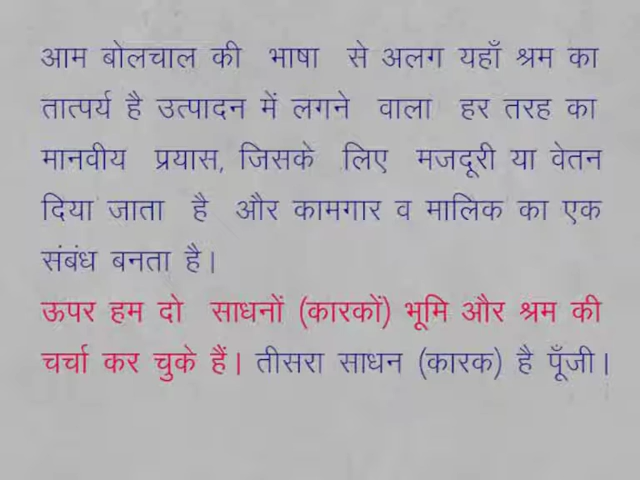 आम बोलचाल की भाषा से अलग यहाँ श्रम का
तात्पर्य है उत्पादन में लगने वाला हर तरह का
मानवीय प्रयास, जिसके लिए मजदूरी या वेतन
दिया जाता है और कामगार व मालिक का एक
संबंध बनता है।
ऊपर हम दो साधनों (कारकों) भूमि और श्रम की
चर्चा कर चुके हैं। तीसरा साधन (कारक) है पूँजी।